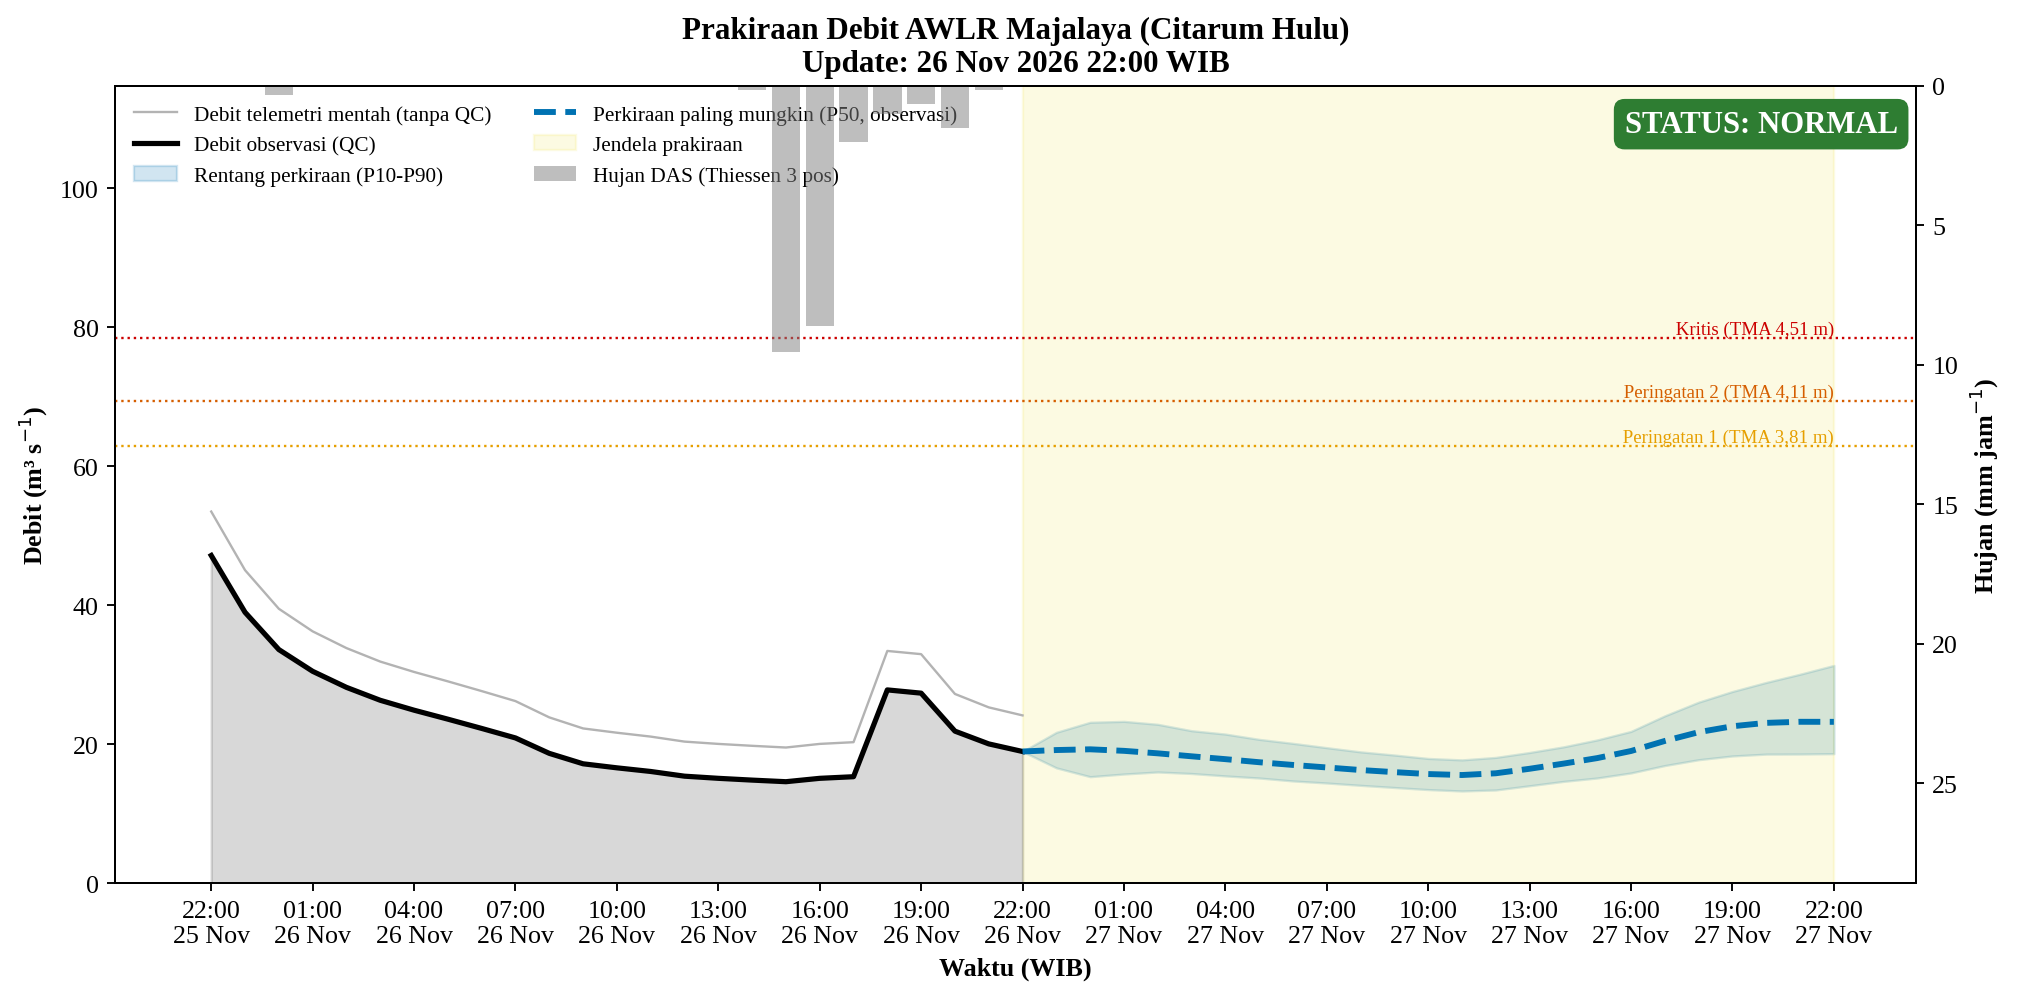 Prakiraan Debit AWLR Majalaya (Citarum Hulu)
Update: 26 Nov 2026 22:00 WIB
Debit telemetri mentah (tanpa QC)
Debit observasi (QC)
Rentang perkiraan (P10-P90)
Perkiraan paling mungkin (P50, observasi)
Jendela prakiraan
Hujan DAS (Thiessen 3 pos)
STATUS: NORMAL
Kritis (TMA 4,51 m)
Peringatan 2 (TMA 4,11 m)
Peringatan 1 (TMA 3,81 m)
Debit (m³ s⁻¹)
100
80
60
40
20
0
Hujan (mm jam⁻¹)
0
5
10
15
20
25
22:00 01:00 04:00 07:00 10:00 13:00 16:00 19:00 22:00 01:00 04:00 07:00 10:00 13:00 16:00 19:00 22:00
25 Nov 26 Nov 26 Nov 26 Nov 26 Nov 26 Nov 26 Nov 26 Nov 26 Nov 27 Nov 27 Nov 27 Nov 27 Nov 27 Nov 27 Nov 27 Nov 27 Nov
Waktu (WIB)